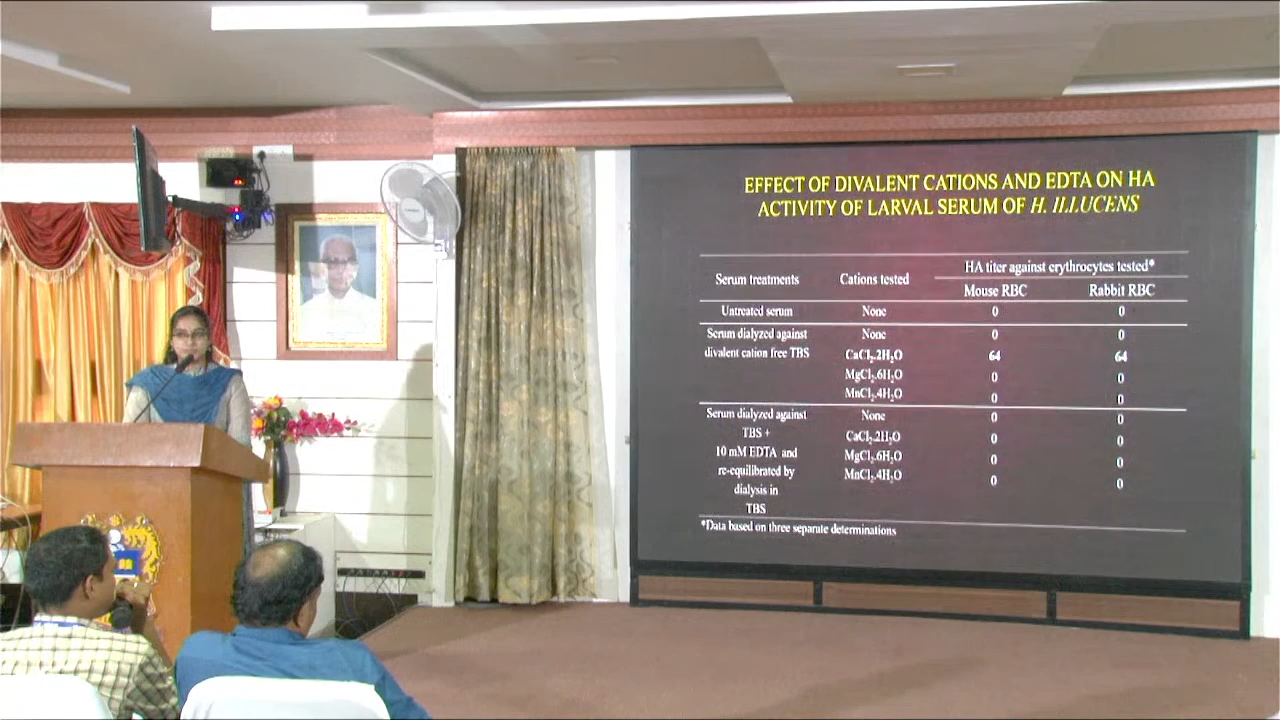 EFFECT OF DIVALENT CATIONS AND EDTA ON HA
ACTIVITY OF LARVAL SERUM OF H. ILLUCENS
Serum treatments Cations tested HA titer against erythrocytes tested*
Mouse RBC Rabbit RBC
Untreated serum None 0 0
Serum dialyzed against None 0 0
divalent cation free TBS CaCl₂.2H₂O 64 64
MgCl₂.6H₂O 0 0
MnCl₂.4H₂O 0 0
Serum dialyzed against None 0 0
TBS + CaCl₂.2H₂O 0 0
10 mM EDTA and MgCl₂.6H₂O 0 0
re-equilibrated by MnCl₂.4H₂O 0 0
dialysis in
TBS
*Data based on three separate determinations